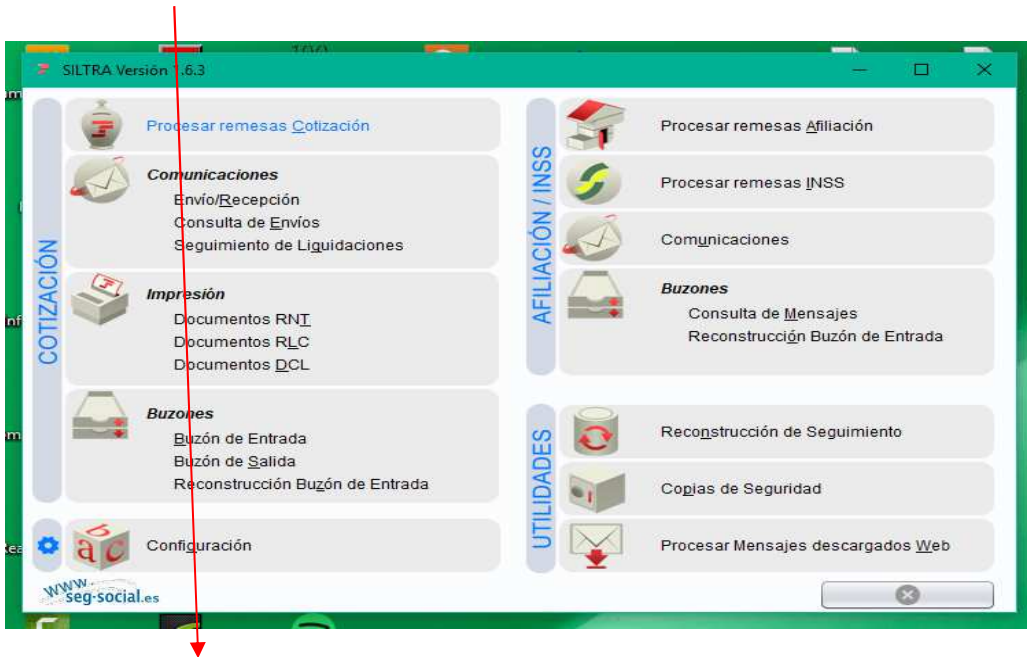 SILTRA Versión 1.6.3
COTIZACIÓN
Procesar remesas Cotización
Comunicaciones
Envío/Recepción
Consulta de Envíos
Seguimiento de Liquidaciones
Impresión
Documentos RNT
Documentos RLC
Documentos DCL
Buzones
Buzón de Entrada
Buzón de Salida
Reconstrucción Buzón de Entrada
abc
Configuración
www.
seg-social.es
AFILIACIÓN / INSS
Procesar remesas Afiliación
Procesar remesas INSS
Comunicaciones
Buzones
Consulta de Mensajes
Reconstrucción Buzón de Entrada
UTILIDADES
Reconstrucción de Seguimiento
Copias de Seguridad
Procesar Mensajes descargados Web